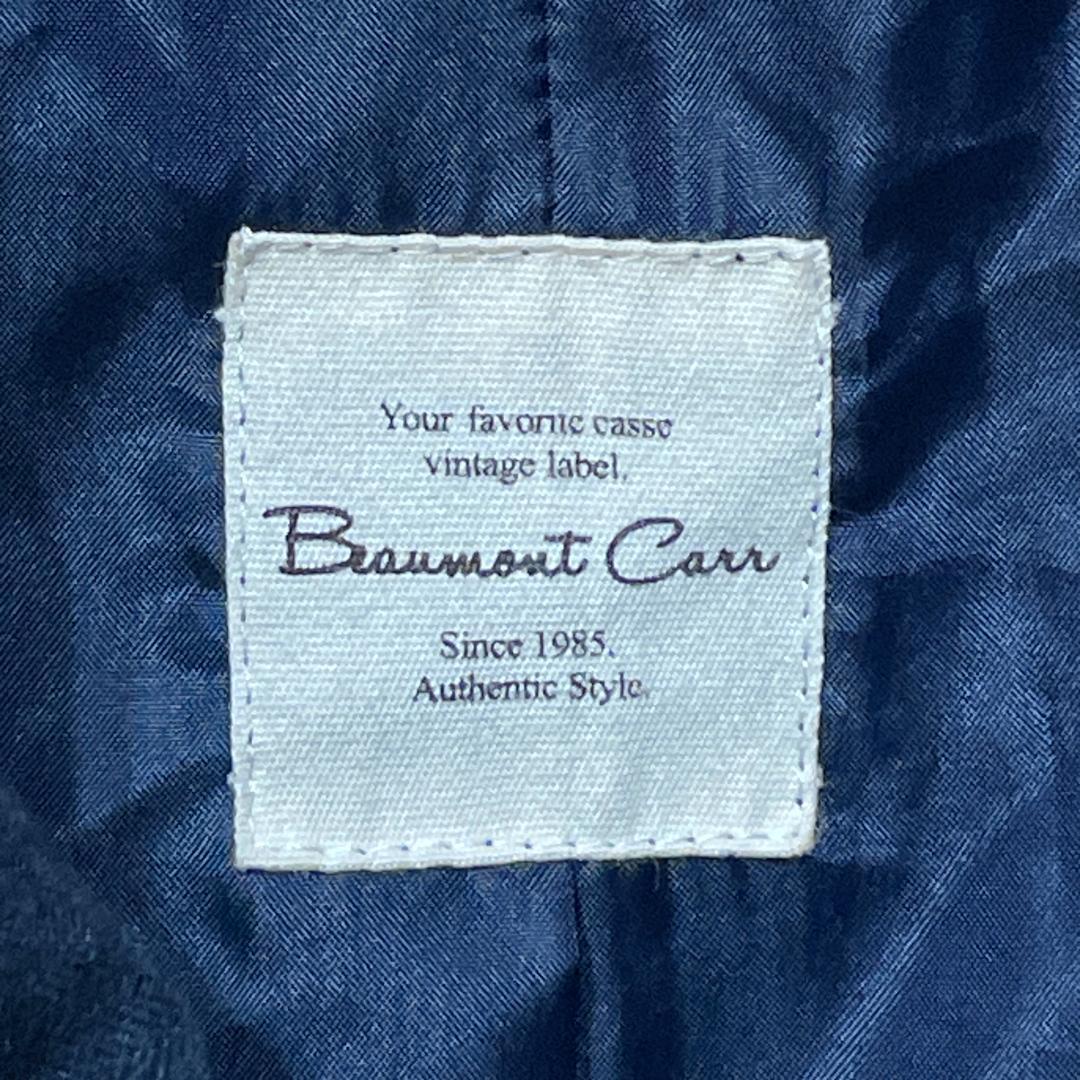 Your favorite casse
vintage label.
Beaumont Carr
Since 1985.
Authentic Style.